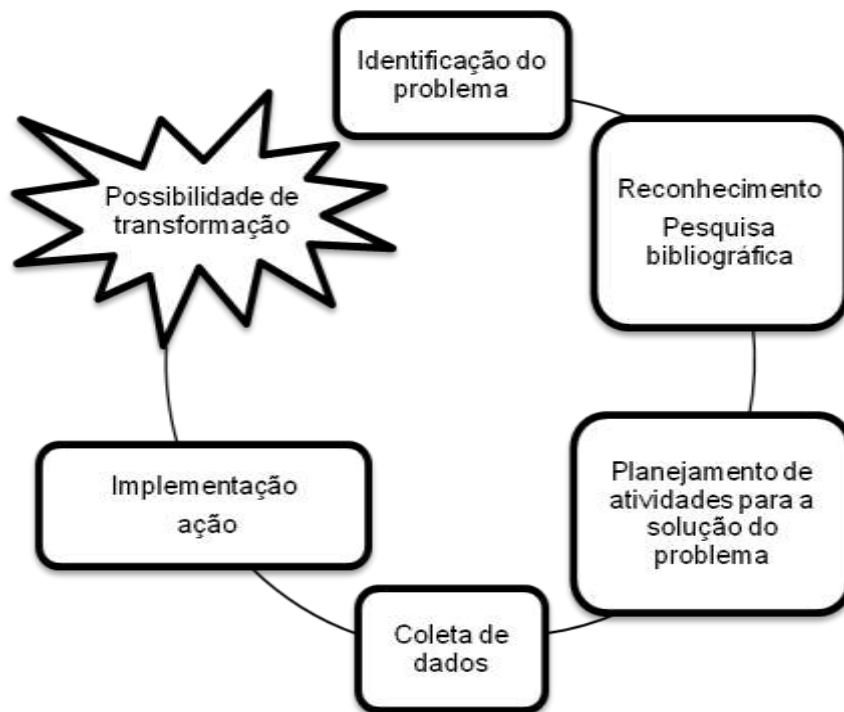 Identificação do
problema
Reconhecimento
Pesquisa
bibliográfica
Planejamento de
atividades para a
solução do
problema
Coleta de
dados
Implementação
ação
Possibilidade de
transformação